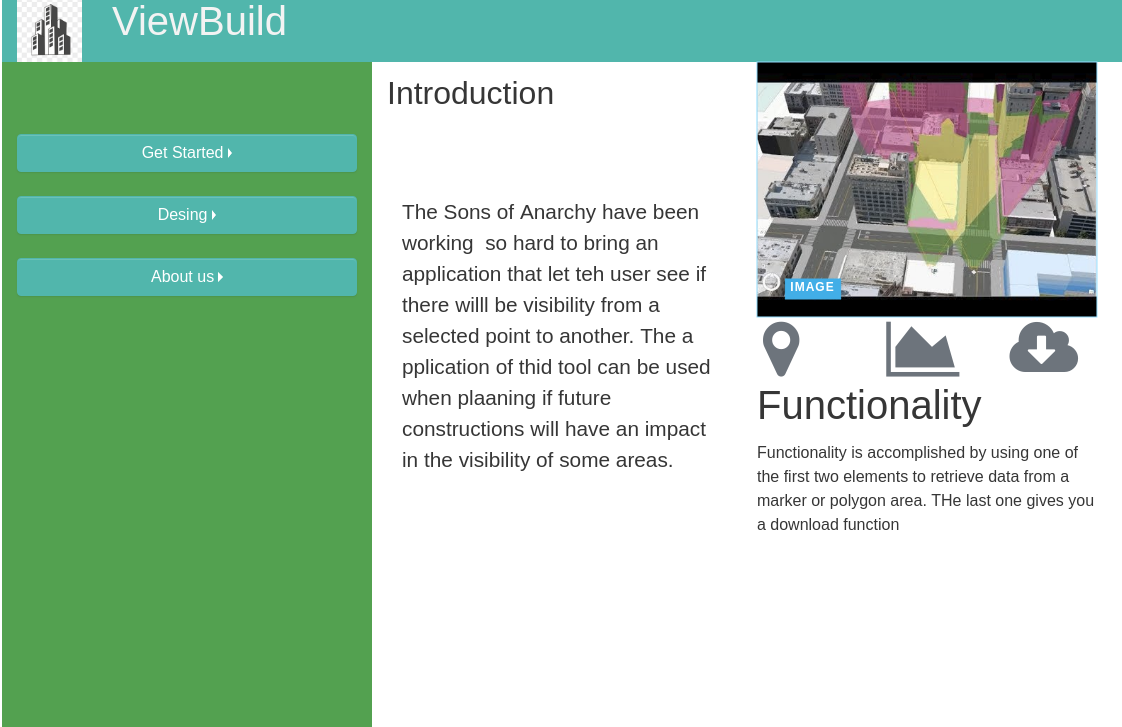 ViewBuild
Get Started
Desing
About us
Introduction
The Sons of Anarchy have been
working  so hard to bring an
application that let teh user see if
there willl be visibility from a
selected point to another. The a
pplication of thid tool can be used
when plaaning if future
constructions will have an impact
in the visibility of some areas.
IMAGE
Functionality
Functionality is accomplished by using one of
the first two elements to retrieve data from a
marker or polygon area. THe last one gives you
a download function